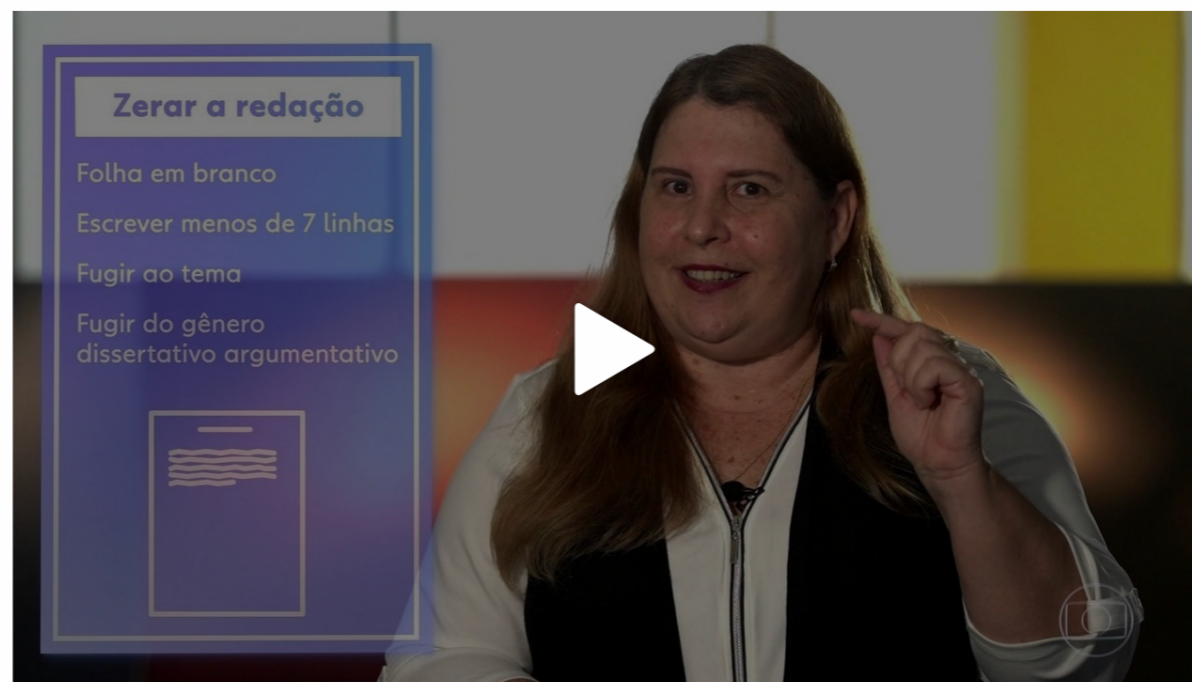 Zerar a redação
Folha em branco
Escrever menos de 7 linhas
Fugir ao tema
Fugir do gênero
dissertativo argumentativo